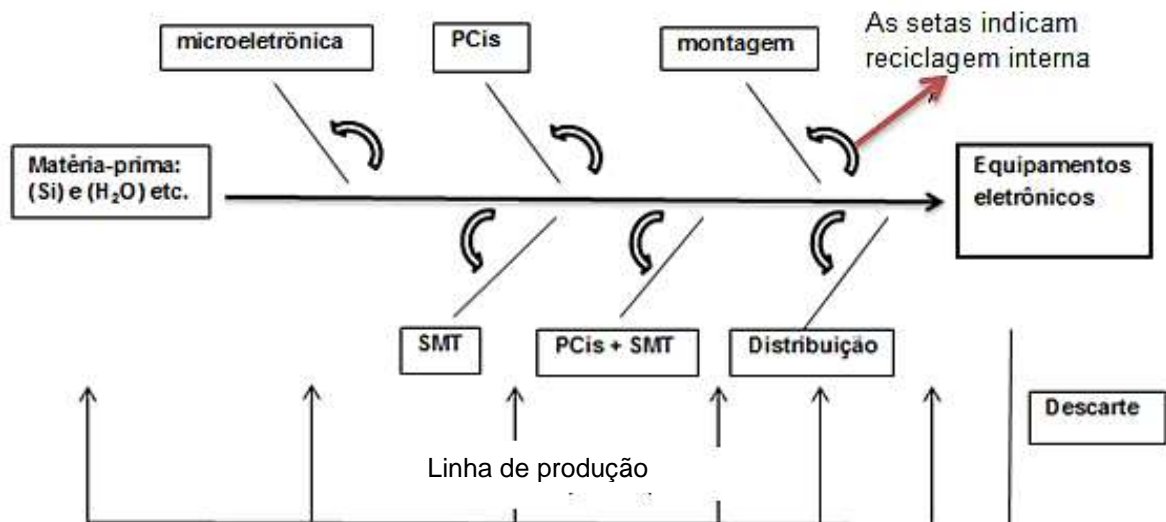 microeletrônica
PCis
montagem
As setas indicam
reciclagem interna
Matéria-prima:
(Si) e (H₂O) etc.
Equipamentos
eletrônicos
SMT
PCis + SMT
Distribuição
Descarte
Linha de produção